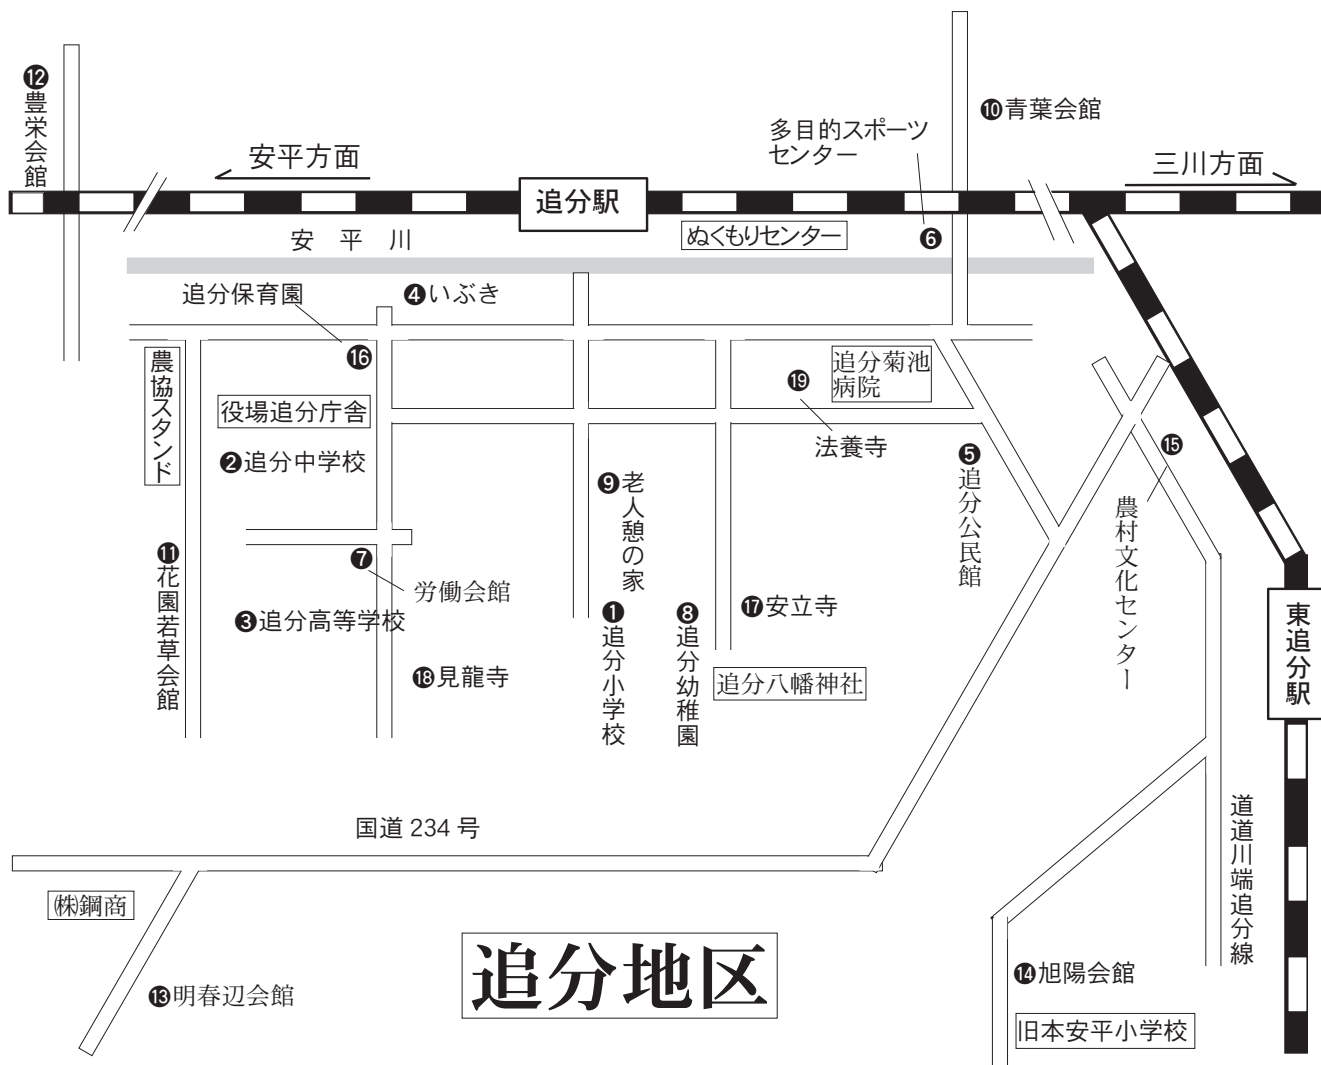 ⓬豊栄会館
❿青葉会館
多目的スポーツ
センター
安平方面
三川方面
追分駅
安平川
ぬくもりセンター
❻
追分保育園
❹いぶき
⓰
農協スタンド
追分菊池
病院
⓳
役場追分庁舎
法養寺
❷追分中学校
❺追分公民館
⓯
農村文化センター
❾老人憩の家
❼
労働会館
⓫花園若草会館
❸追分高等学校
❶追分小学校
❽追分幼稚園
⓱安立寺
⓲見龍寺
追分八幡神社
東追分駅
国道 234 号
道道川端追分線
㈱鋼商
追分地区
⓭明春辺会館
⓮旭陽会館
旧本安平小学校